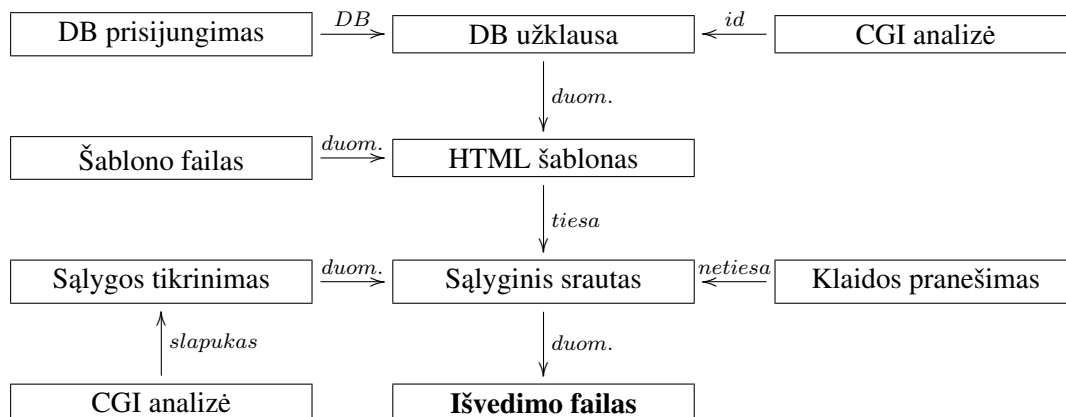 DB prisijungimas
DB
DB užklausa
id
CGI analizė
duom.
Šablono failas
duom.
HTML šablonas
tiesa
Sąlygos tikrinimas
duom.
Sąlyginis srautas
netiesa
Klaidos pranešimas
slapukas
duom.
CGI analizė
Išvedimo failas